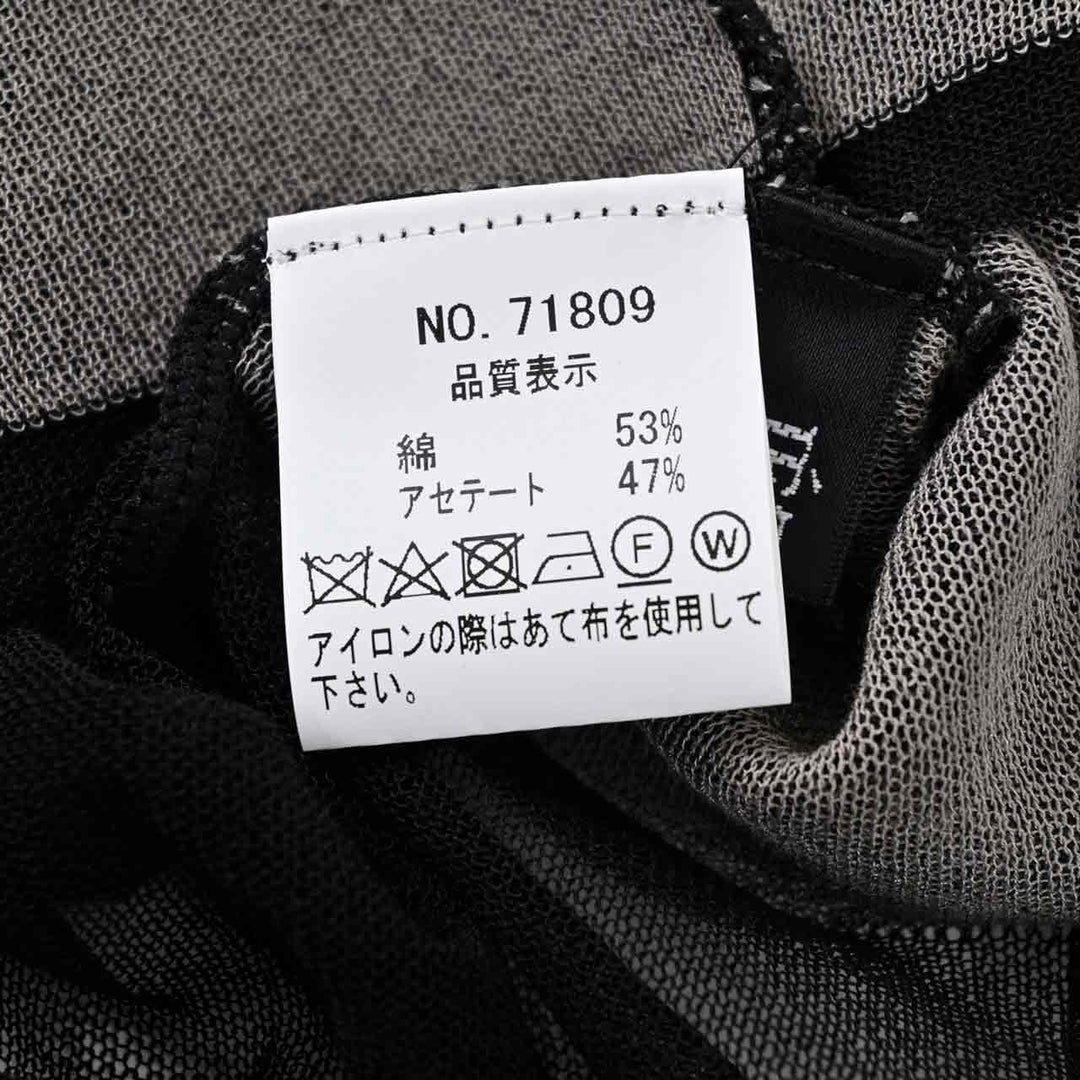 NO. 71809
品質表示
綿 53%
アセテート 47%
F W
アイロンの際はあて布を使用して
下さい。